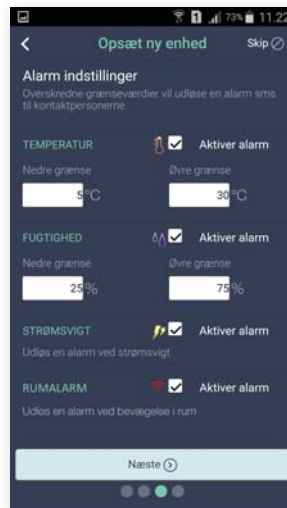 73% 11.22
Opsæt ny enhed Skip
Alarm indstillinger
Overskredne grænseværdier vil udløse en alarm sms
til kontaktpersonerne
TEMPERATUR Aktiver alarm
Nedre grænse Øvre grænse
5 °C 30 °C
FUGTIGHED Aktiver alarm
Nedre grænse Øvre grænse
25 % 75 %
STRØMSVIGT Aktiver alarm
Udløs en alarm ved strømsvigt
RUMALARM Aktiver alarm
Udløs en alarm ved bevægelse i rum
Næste